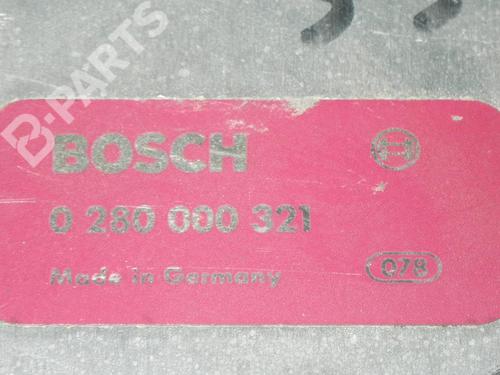 B-PARTS
BOSCH
0 280 000 321
Made in Germany
078